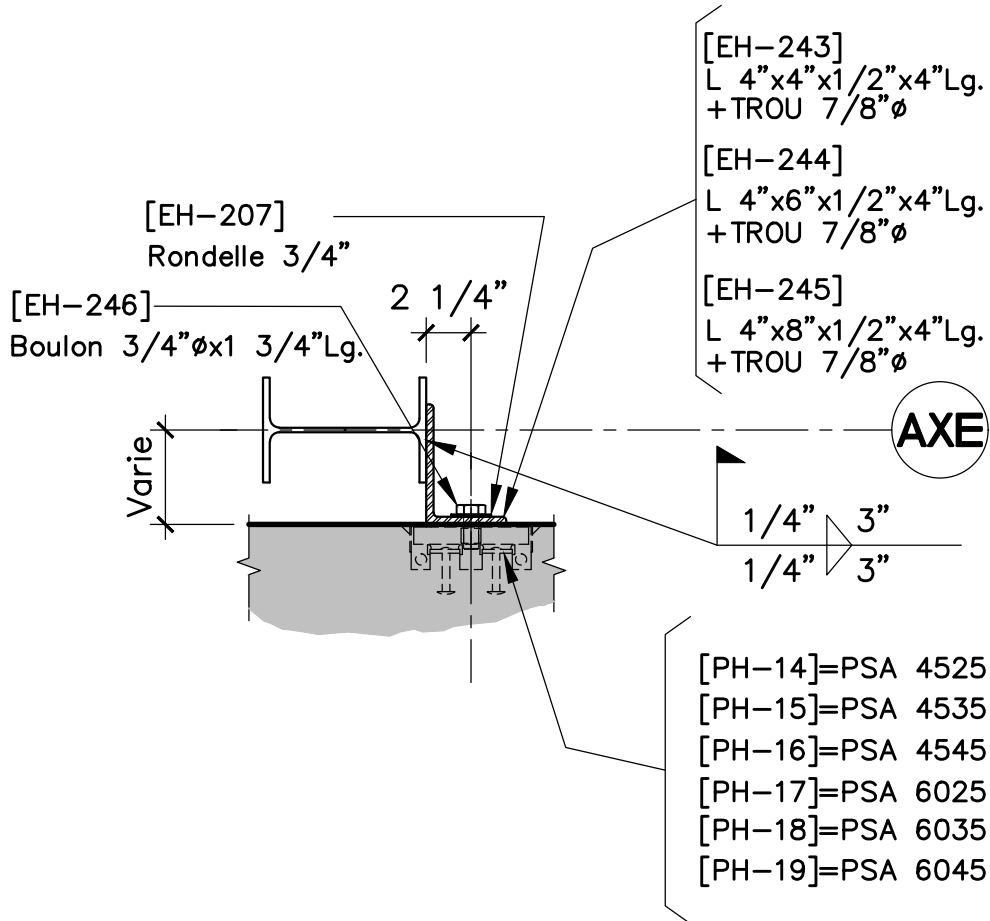 [EH-243]
L 4"x4"x1/2"x4"Lg.
+TROU 7/8"ø
[EH-244]
L 4"x6"x1/2"x4"Lg.
+TROU 7/8"ø
[EH-245]
L 4"x8"x1/2"x4"Lg.
+TROU 7/8"ø
[EH-207]
Rondelle 3/4"
[EH-246]
Boulon 3/4"øx1 3/4"Lg.
2 1/4"
Varie
AXE
1/4" 3"
1/4" 3"
[PH-14]=PSA 4525
[PH-15]=PSA 4535
[PH-16]=PSA 4545
[PH-17]=PSA 6025
[PH-18]=PSA 6035
[PH-19]=PSA 6045